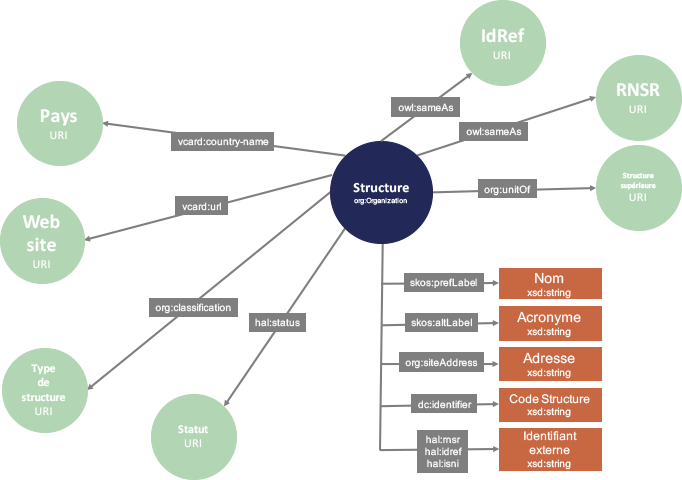 IdRef
URI
RNSR
URI
Pays
URI
owl:sameAs
owl:sameAs
vcard:country-name
Structure
org:Organization
org:unitOf
Structure
supérieure
URI
vcard:url
Web
site
URI
org:classification
hal:status
skos:prefLabel
Nom
xsd:string
skos:altLabel
Acronyme
xsd:string
org:siteAddress
Adresse
xsd:string
dc:identifier
Code Structure
xsd:string
hal:rnsr
hal:idref
hal:isni
Identifiant
externe
xsd:string
Type
de
structure
URI
Statut
URI